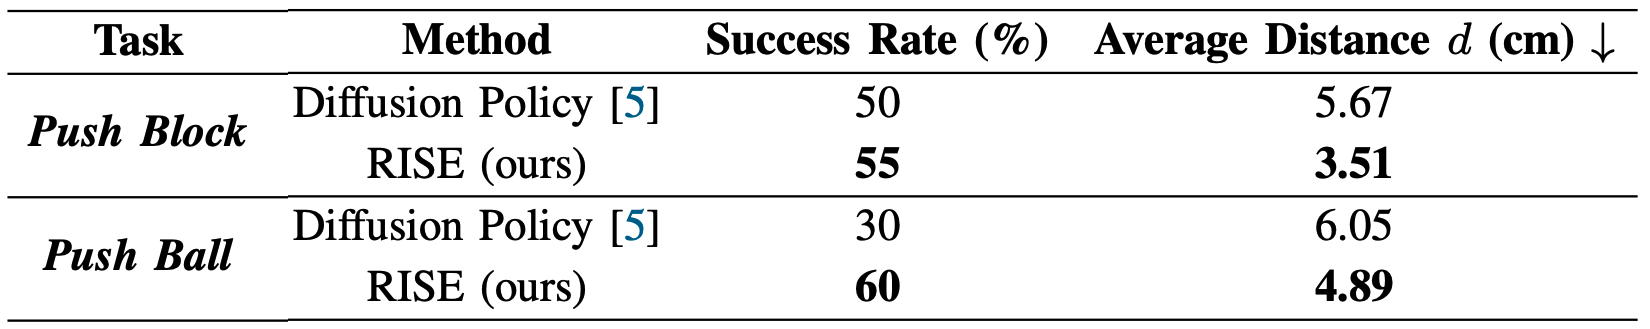 Task Method Success Rate (%) Average Distance d (cm) ↓
Push Block
Diffusion Policy [5] 50 5.67
RISE (ours) 55 3.51
Push Ball
Diffusion Policy [5] 30 6.05
RISE (ours) 60 4.89